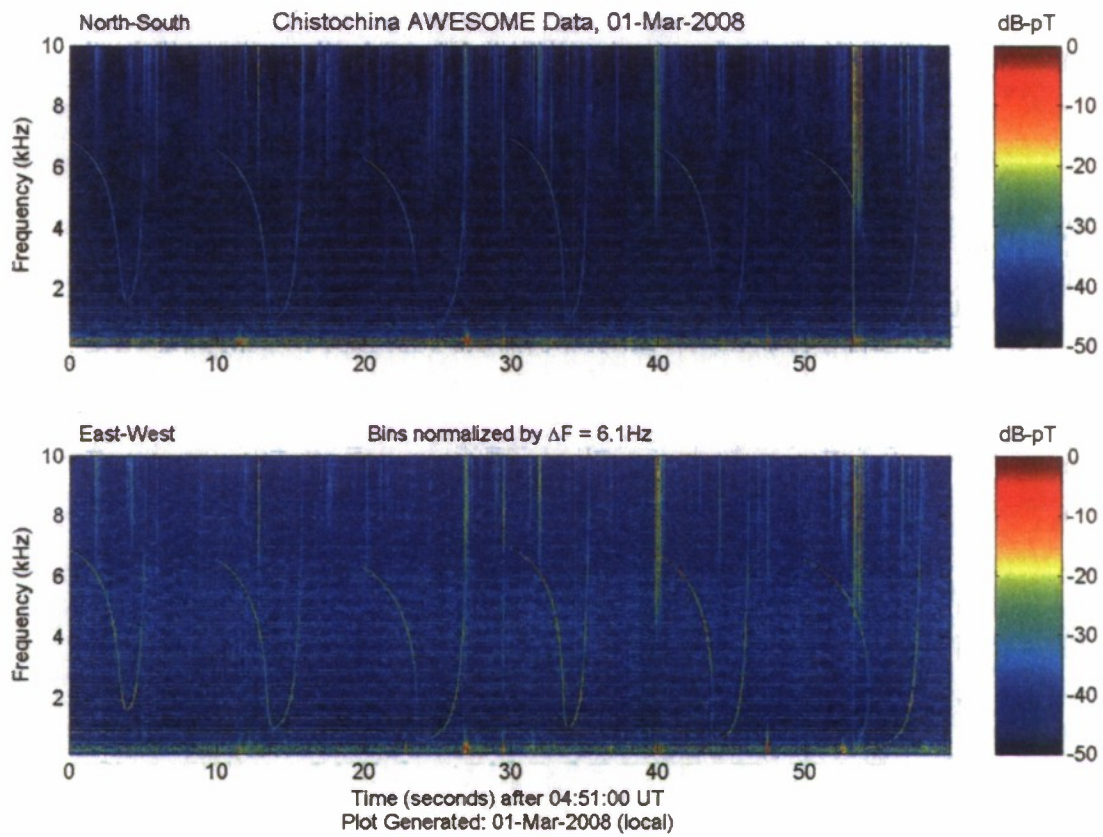 North-South Chistochina AWESOME Data, 01-Mar-2008 dB-pT
10
8
6
4
2
Frequency (kHz)
0 10 20 30 40 50
0
-10
-20
-30
-40
-50
East-West Bins normalized by ΔF = 6.1Hz dB-pT
10
8
6
4
2
Frequency (kHz)
0 10 20 30 40 50
0
-10
-20
-30
-40
-50
Time (seconds) after 04:51:00 UT
Plot Generated: 01-Mar-2008 (local)